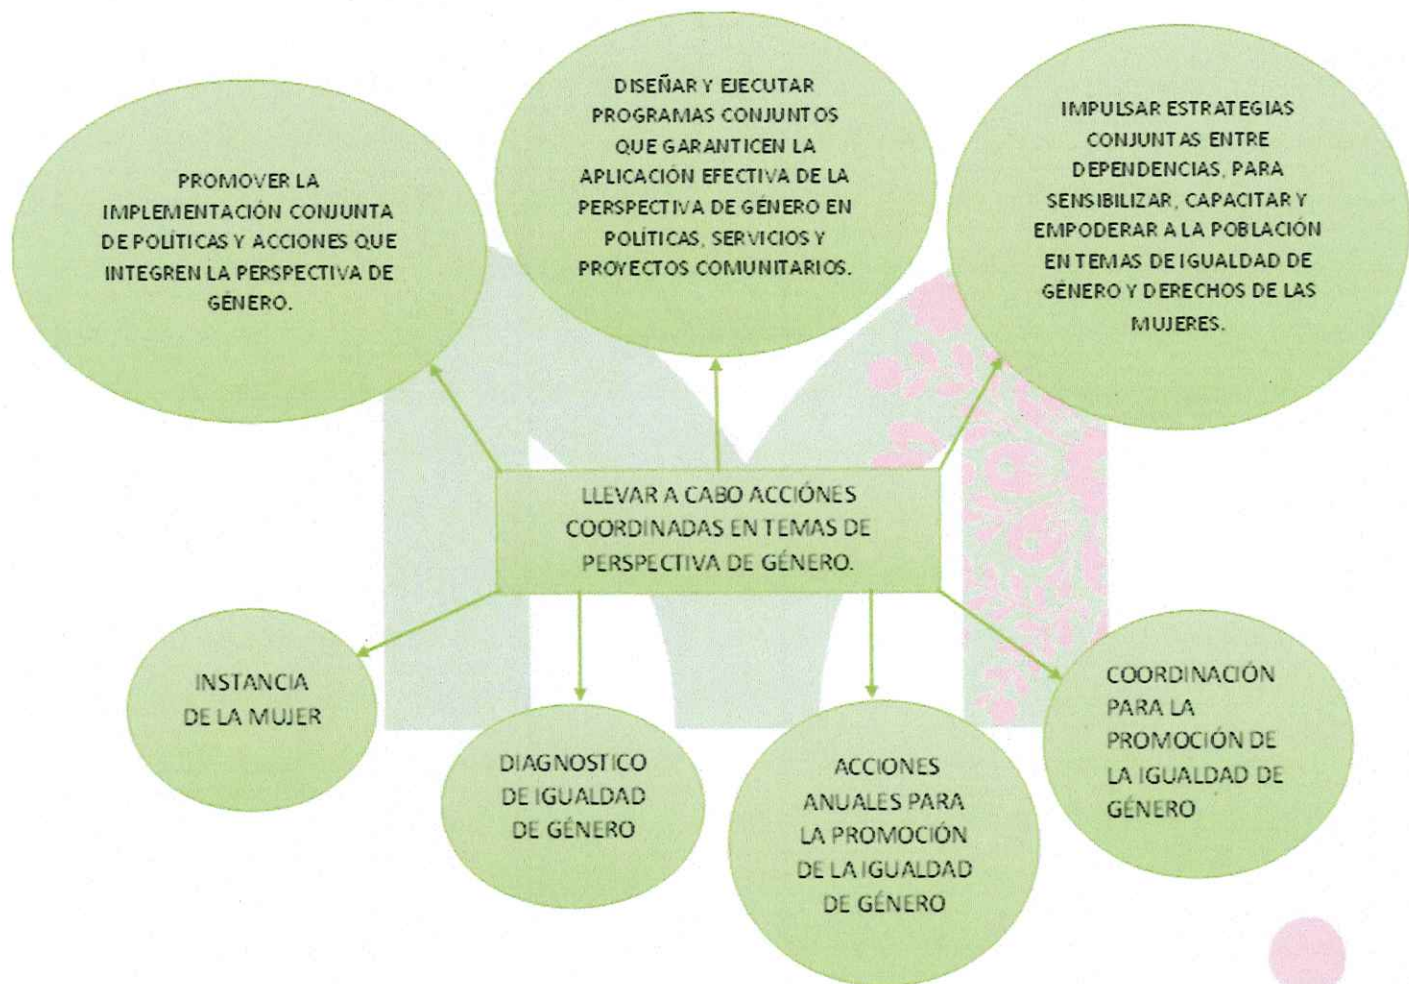 PROMOVER LA
IMPLEMENTACIÓN CONJUNTA
DE POLÍTICAS Y ACCIONES QUE
INTEGREN LA PERSPECTIVA DE
GÉNERO.
DISEÑAR Y EJECUTAR
PROGRAMAS CONJUNTOS
QUE GARANTICEN LA
APLICACIÓN EFECTIVA DE LA
PERSPECTIVA DE GÉNERO EN
POLÍTICAS, SERVICIOS Y
PROYECTOS COMUNITARIOS.
IMPULSAR ESTRATEGIAS
CONJUNTAS ENTRE
DEPENDENCIAS, PARA
SENSIBILIZAR, CAPACITAR Y
EMPODERAR A LA POBLACIÓN
EN TEMAS DE IGUALDAD DE
GÉNERO Y DERECHOS DE LAS
MUJERES.
LLEVAR A CABO ACCIÓNES
COORDINADAS EN TEMAS DE
PERSPECTIVA DE GÉNERO.
INSTANCIA
DE LA MUJER
DIAGNOSTICO
DE IGUALDAD
DE GÉNERO
ACCIONES
ANUALES PARA
LA PROMOCIÓN
DE LA IGUALDAD
DE GÉNERO
COORDINACIÓN
PARA LA
PROMOCIÓN DE
LA IGUALDAD DE
GÉNERO